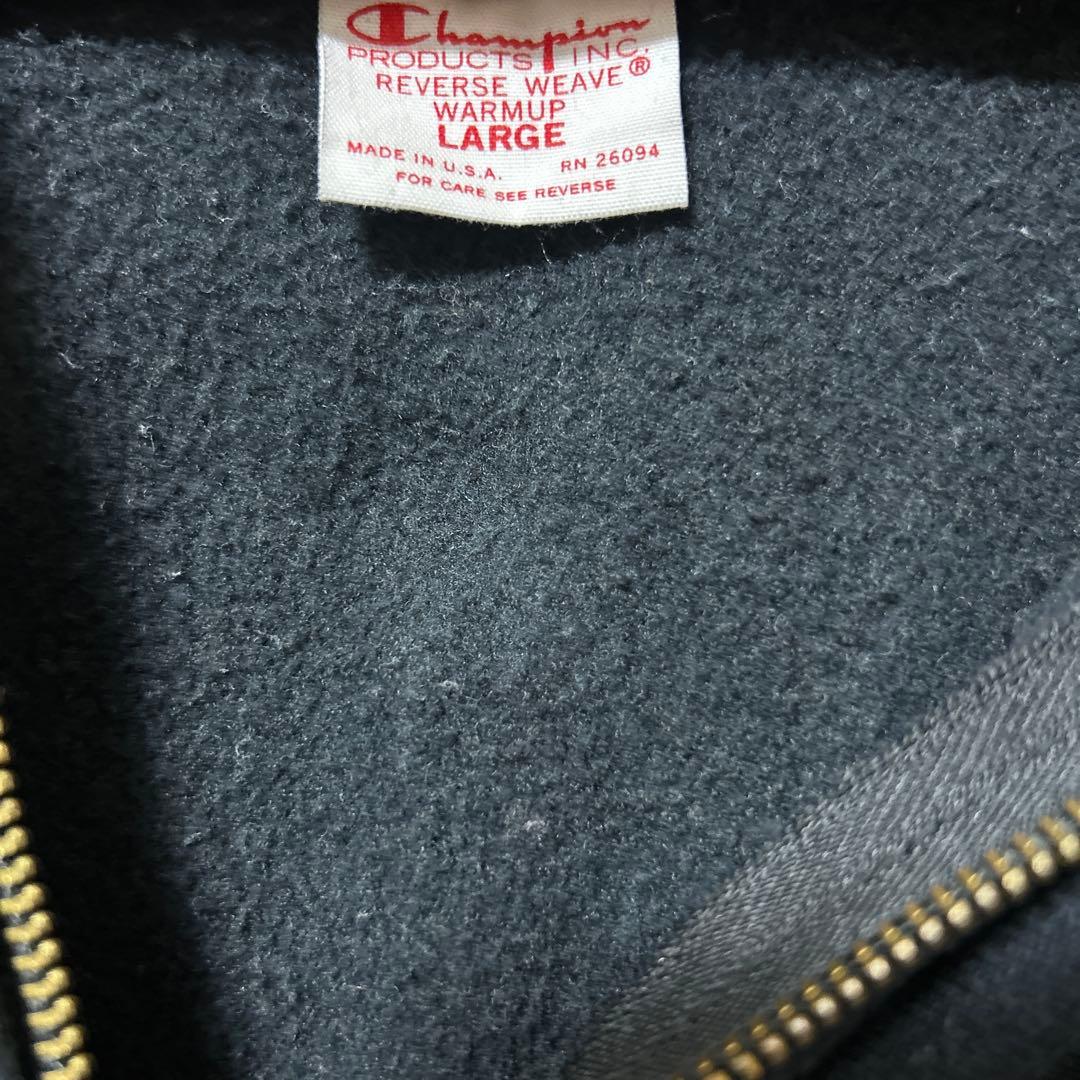 Champion
PRODUCTS INC.
REVERSE WEAVE®
WARMUP
LARGE
MADE IN U.S.A. RN 26094
FOR CARE SEE REVERSE